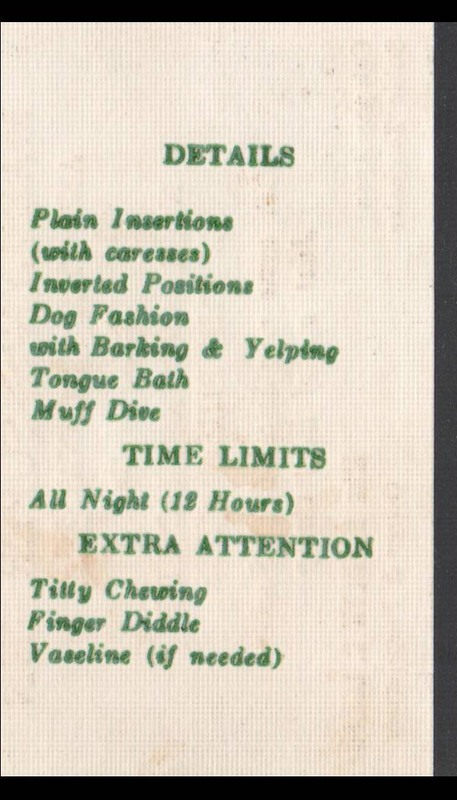 DETAILS
Plain Insertions
(with caresses)
Inverted Positions
Dog Fashion
with Barking & Yelping
Tongue Bath
Muff Dive
TIME LIMITS
All Night (12 Hours)
EXTRA ATTENTION
Titty Chewing
Finger Diddle
Vaseline (if needed)